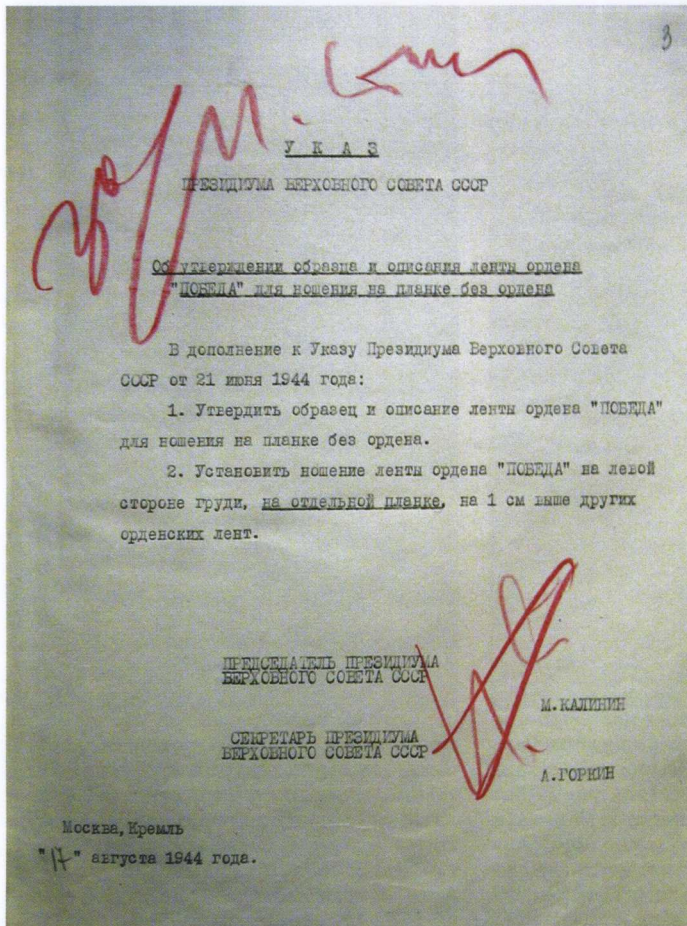 3
За
У К А З
ПРЕЗИДИУМА ВЕРХОВНОГО СОВЕТА СССР
Об утверждении образца и описания ленты ордена
"ПОБЕДА" для ношения на планке без ордена
В дополнение к Указу Президиума Верховного Совета
СССР от 21 июня 1944 года:
1. Утвердить образец и описание ленты ордена "ПОБЕДА"
для ношения на планке без ордена.
2. Установить ношение ленты ордена "ПОБЕДА" на левой
стороне груди, на отдельной планке, на 1 см выше других
орденских лент.
ПРЕДСЕДАТЕЛЬ ПРЕЗИДИУМА
ВЕРХОВНОГО СОВЕТА СССР
М.КАЛИНИН
СЕКРЕТАРЬ ПРЕЗИДИУМА
ВЕРХОВНОГО СОВЕТА СССР
А.ГОРКИН
Москва,Кремль
"17" августа 1944 года.